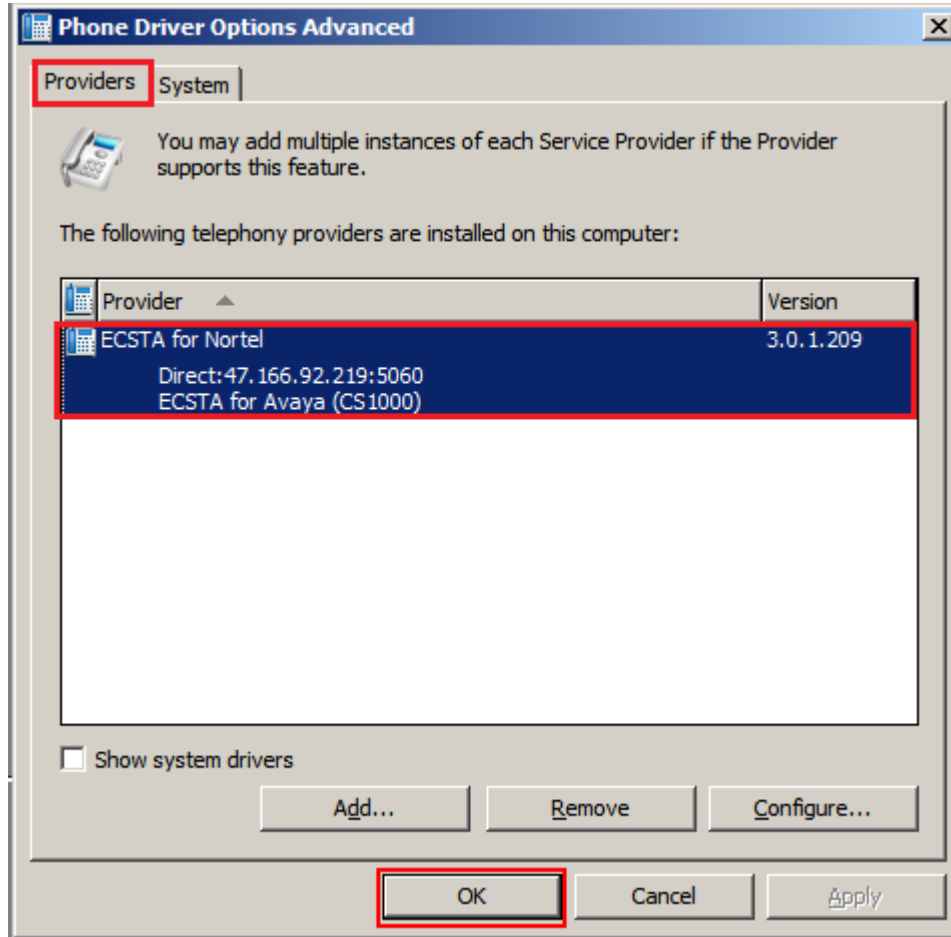 Phone Driver Options Advanced
Providers System
You may add multiple instances of each Service Provider if the Provider
supports this feature.
The following telephony providers are installed on this computer:
Provider Version
ECSTA for Nortel 3.0.1.209
Direct:47.166.92.219:5060
ECSTA for Avaya (CS1000)
Show system drivers
Add... Remove Configure...
OK Cancel Apply